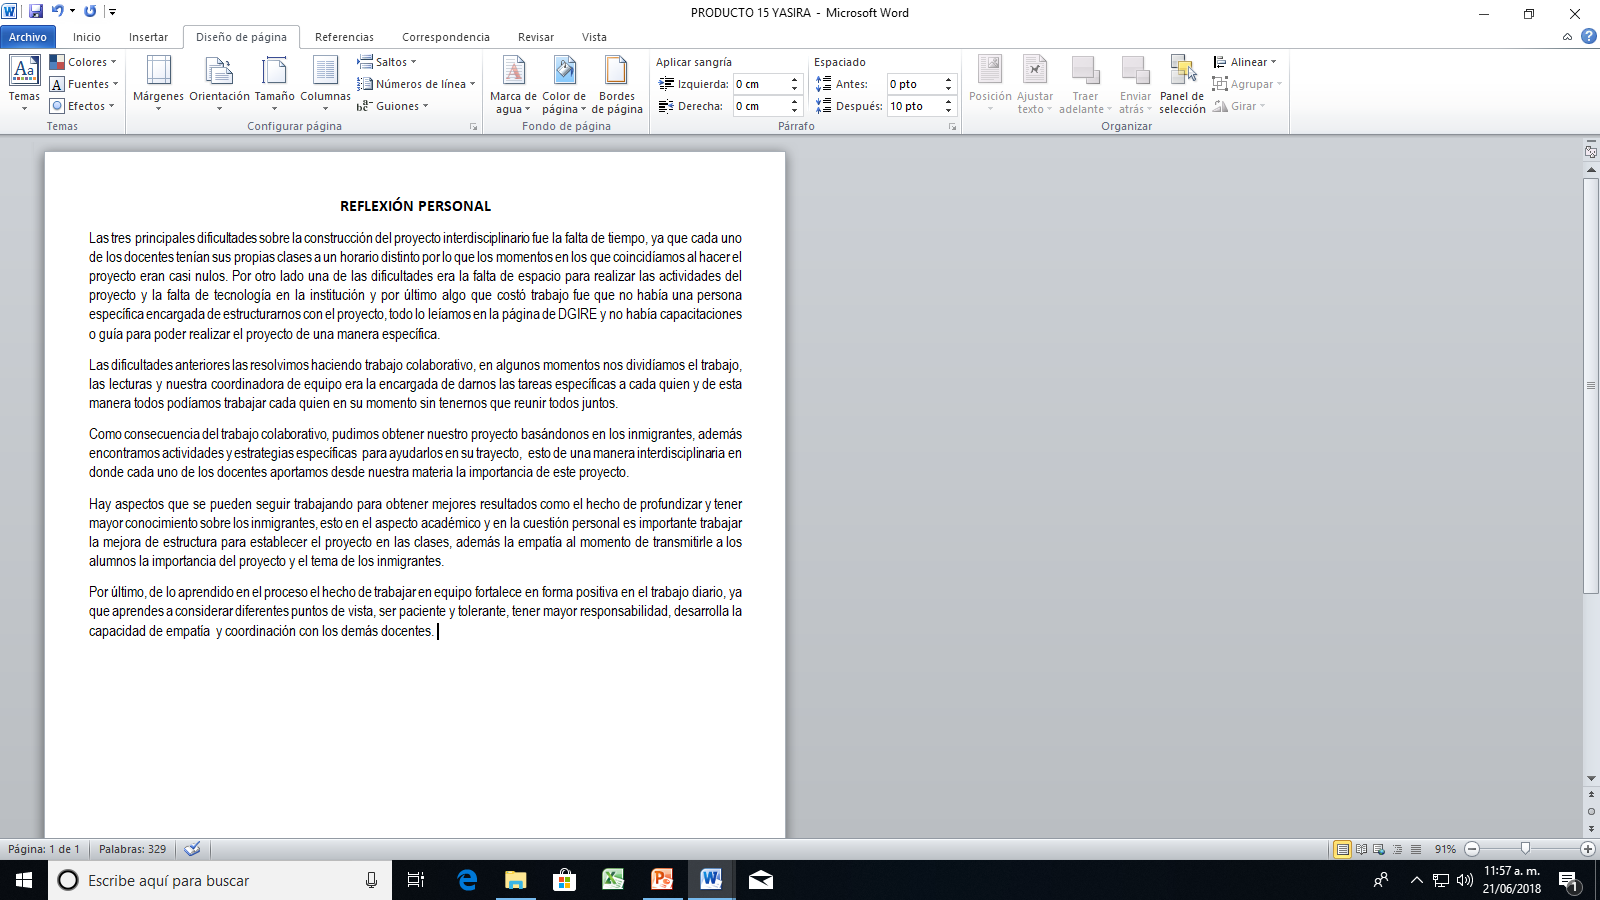 PRODUCTO 15 YASIRA - Microsoft Word
Archivo Inicio Insertar Diseño de página Referencias Correspondencia Revisar Vista
Temas Colores Fuentes Efectos Temas
Márgenes Orientación Tamaño Columnas Saltos Números de línea Guiones Configurar página
Marca de agua Color de página Bordes de página Fondo de página
Aplicar sangría Izquierda: 0 cm Derecha: 0 cm Espaciado Antes: 0 pto Después: 10 pto Párrafo
Posición Ajustar texto Traer adelante Enviar atrás Panel de selección Alinear Agrupar Girar Organizar
REFLEXIÓN PERSONAL
Las tres principales dificultades sobre la construcción del proyecto interdisciplinario fue la falta de tiempo, ya que cada uno
de los docentes tenían sus propias clases a un horario distinto por lo que los momentos en los que coincidíamos al hacer el
proyecto eran casi nulos. Por otro lado una de las dificultades era la falta de espacio para realizar las actividades del
proyecto y la falta de tecnología en la institución y por último algo que costó trabajo fue que no había una persona
específica encargada de estructurarnos con el proyecto, todo lo leíamos en la página de DGIRE y no había capacitaciones
o guía para poder realizar el proyecto de una manera específica.
Las dificultades anteriores las resolvimos haciendo trabajo colaborativo, en algunos momentos nos dividíamos el trabajo,
las lecturas y nuestra coordinadora de equipo era la encargada de darnos las tareas específicas a cada quien y de esta
manera todos podíamos trabajar cada quien en su momento sin tenernos que reunir todos juntos.
Como consecuencia del trabajo colaborativo, pudimos obtener nuestro proyecto basándonos en los inmigrantes, además
encontramos actividades y estrategias específicas para ayudarlos en su trayecto, esto de una manera interdisciplinaria en
donde cada uno de los docentes aportamos desde nuestra materia la importancia de este proyecto.
Hay aspectos que se pueden seguir trabajando para obtener mejores resultados como el hecho de profundizar y tener
mayor conocimiento sobre los inmigrantes, esto en el aspecto académico y en la cuestión personal es importante trabajar
la mejora de estructura para establecer el proyecto en las clases, además la empatía al momento de transmitirle a los
alumnos la importancia del proyecto y el tema de los inmigrantes.
Por último, de lo aprendido en el proceso el hecho de trabajar en equipo fortalece en forma positiva en el trabajo diario, ya
que aprendes a considerar diferentes puntos de vista, ser paciente y tolerante, tener mayor responsabilidad, desarrolla la
capacidad de empatía y coordinación con los demás docentes.
Página: 1 de 1 Palabras: 329 91%
Escribe aquí para buscar
11:57 a. m.
21/06/2018
1